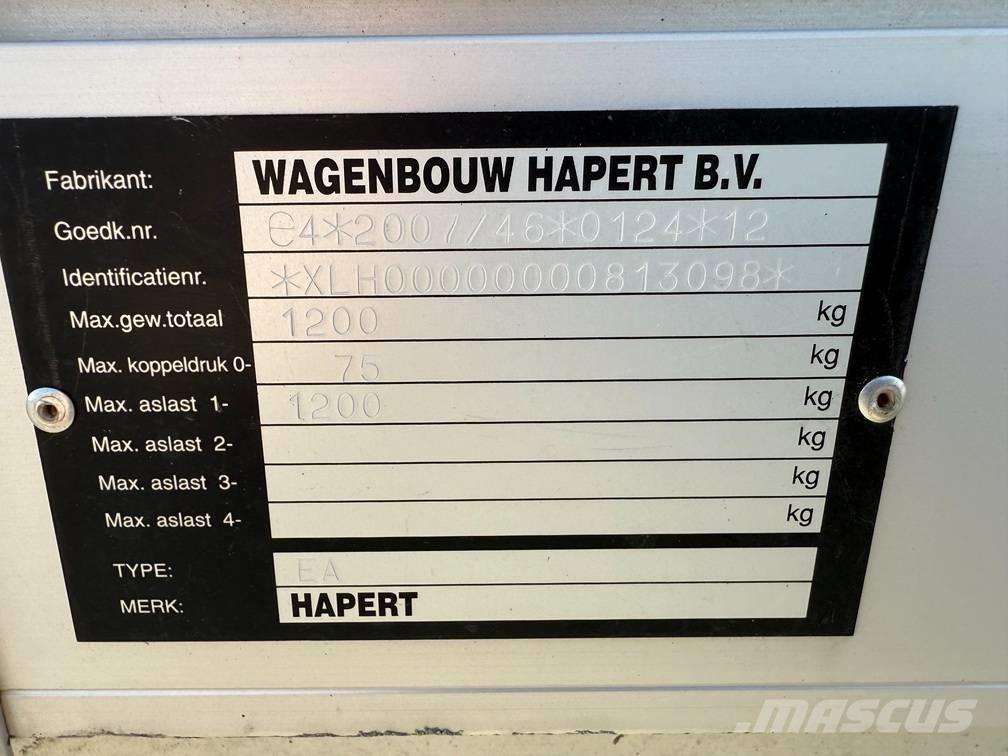 Fabrikant: WAGENBOUW HAPERT B.V.
Goedk.nr. e4*2007/46*0124*12
Identificatienr. *XLH00000000813098*
Max.gew.totaal 1200 kg
Max. koppeldruk 0- 75 kg
Max. aslast 1- 1200 kg
Max. aslast 2- kg
Max. aslast 3- kg
Max. aslast 4- kg
TYPE: EA
MERK: HAPERT
MASCUS